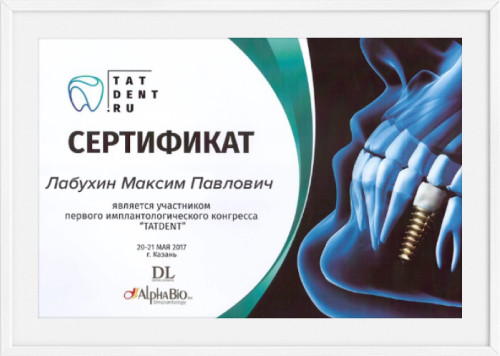 TAT
DENT
.RU
СЕРТИФИКАТ
Лабухин Максим Павлович
является участником
первого имплантологического конгресса
"TATDENT"
20-21 МАЯ 2017
г. Казань
DL
AlphaBio